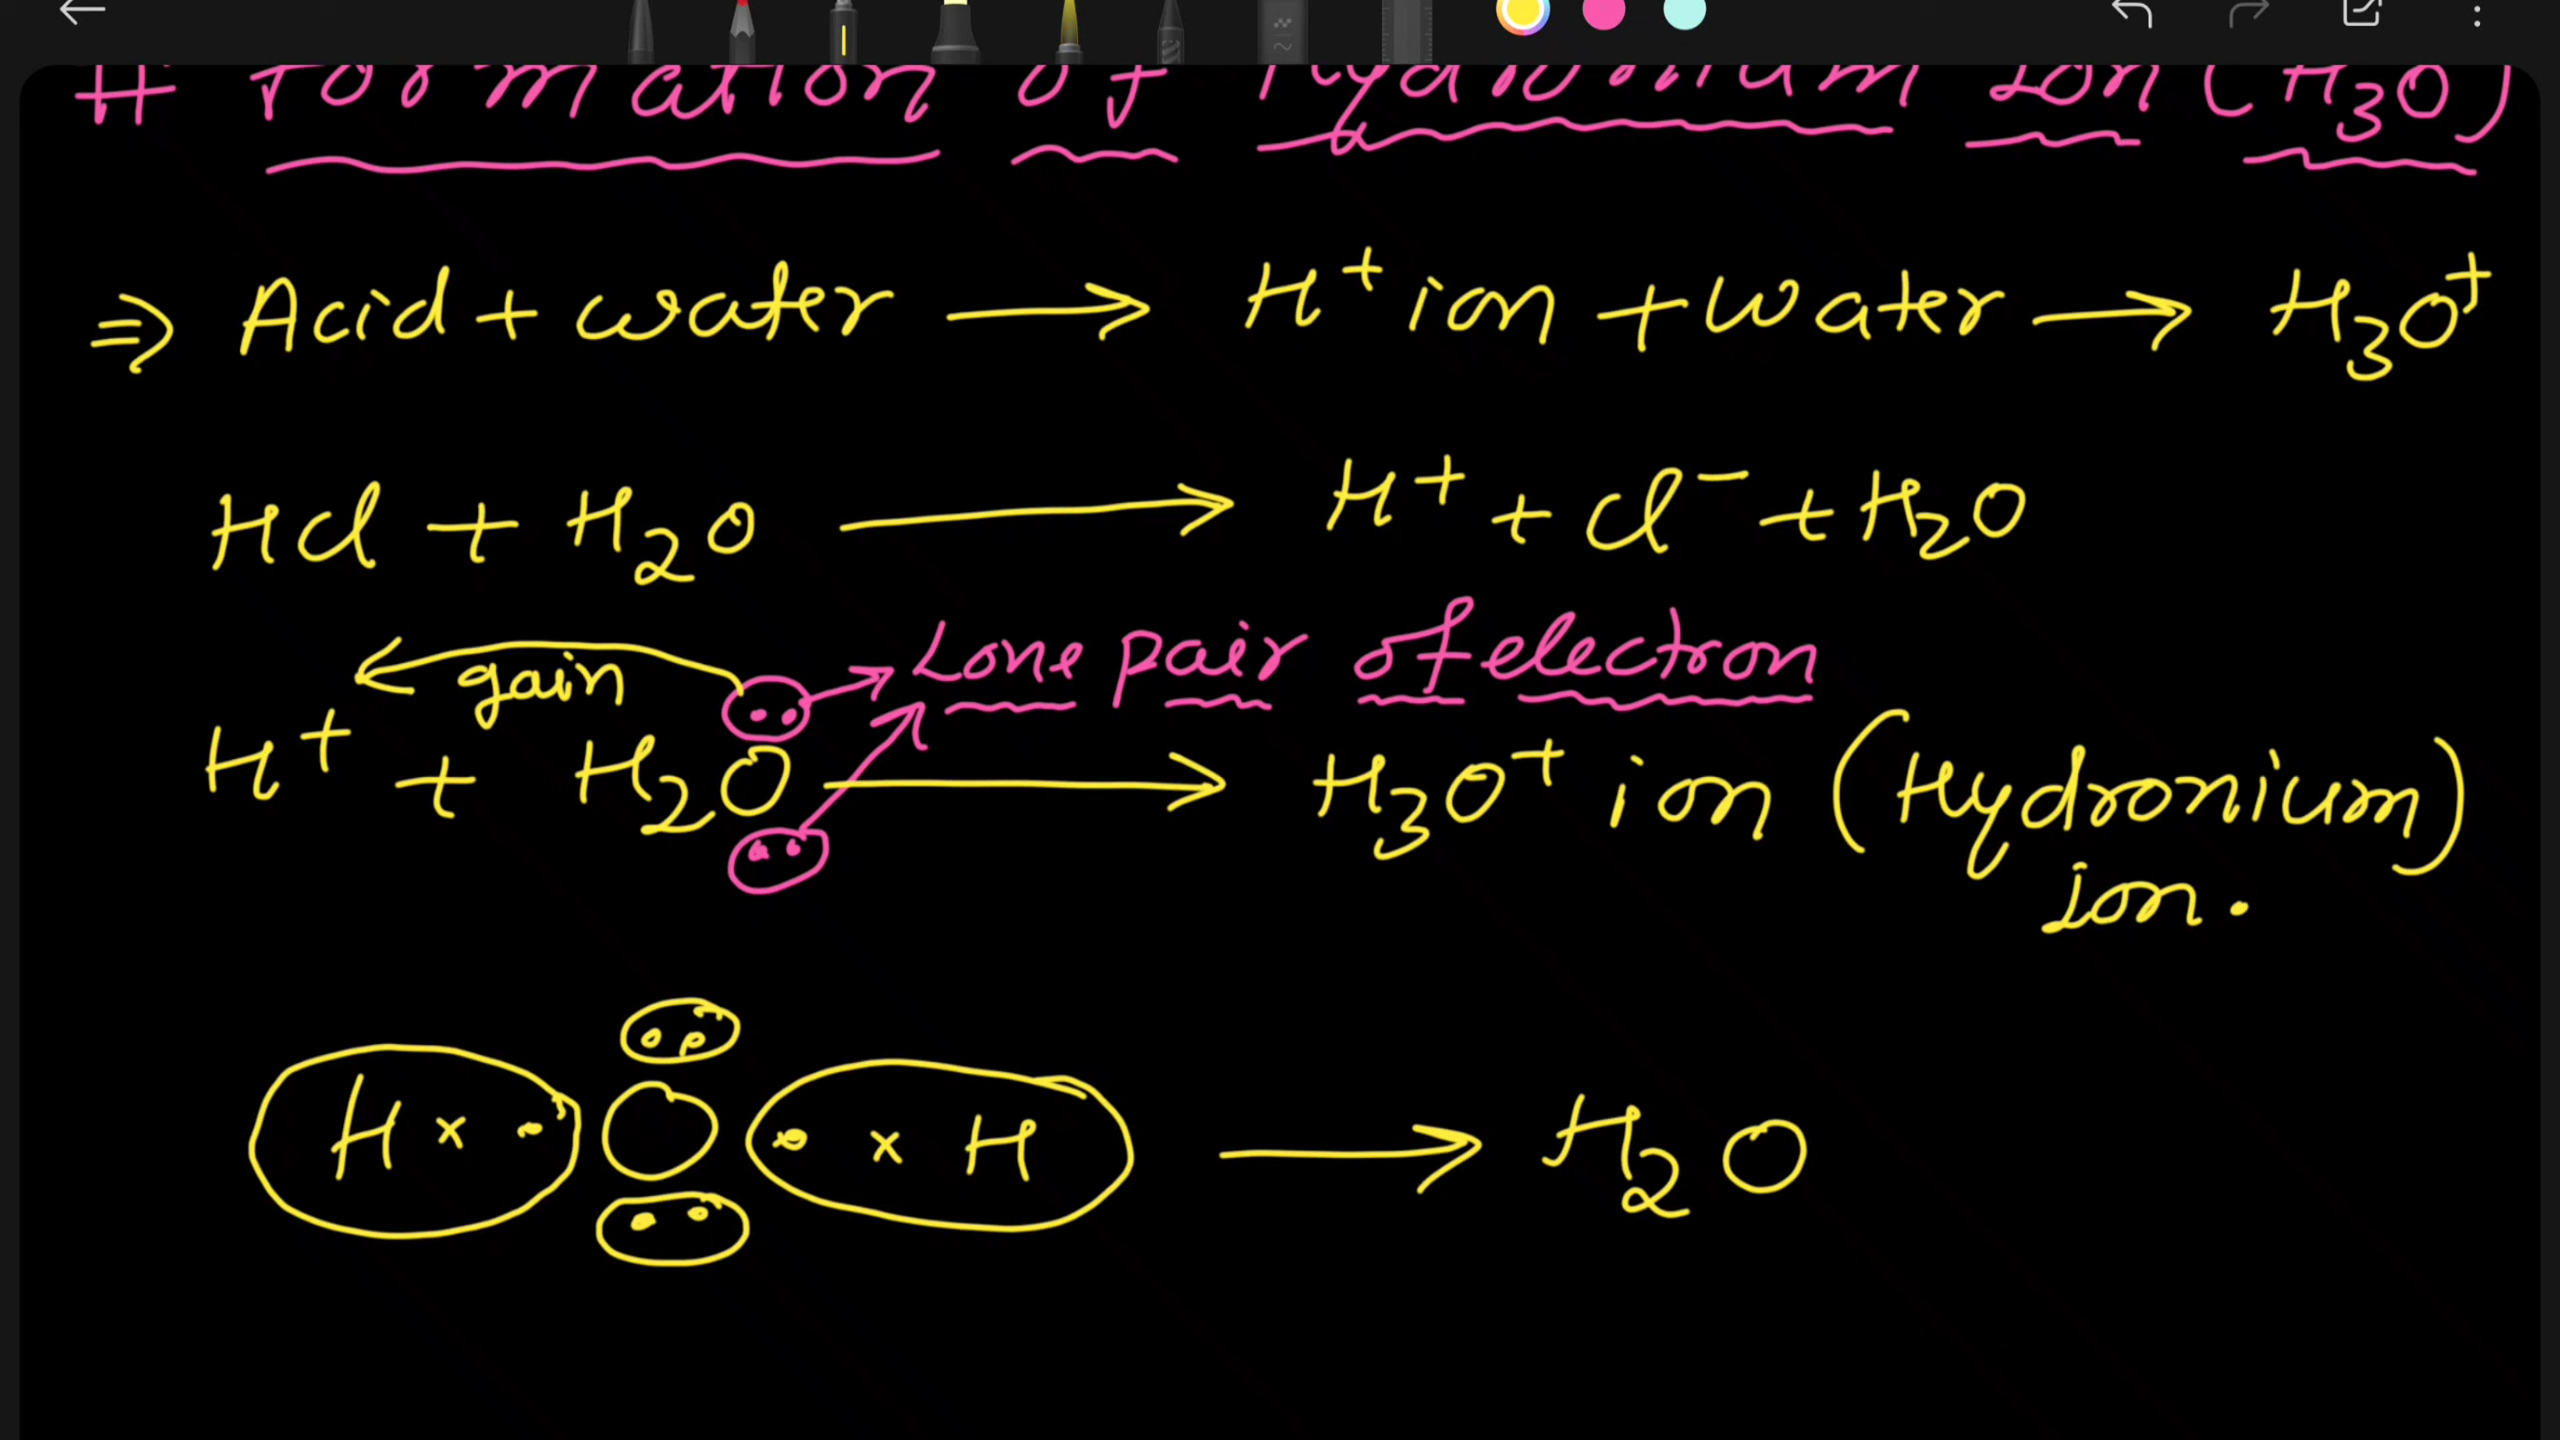 # Formation of Hydronium Ion (H₃O)
⇒ Acid + water ⟶ H⁺ ion + water ⟶ H₃O⁺
HCl + H₂O ⟶ H⁺ + Cl⁻ + H₂O
gain Lone pair of electron
H⁺ + H₂O ⟶ H₃O⁺ ion (Hydronium)
ion.
H × · O · × H ⟶ H₂O